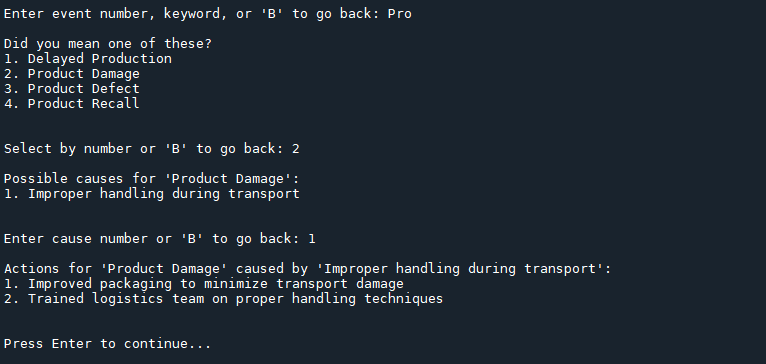 Enter event number, keyword, or 'B' to go back: Pro
Did you mean one of these?
1. Delayed Production
2. Product Damage
3. Product Defect
4. Product Recall
Select by number or 'B' to go back: 2
Possible causes for 'Product Damage':
1. Improper handling during transport
Enter cause number or 'B' to go back: 1
Actions for 'Product Damage' caused by 'Improper handling during transport':
1. Improved packaging to minimize transport damage
2. Trained logistics team on proper handling techniques
Press Enter to continue...